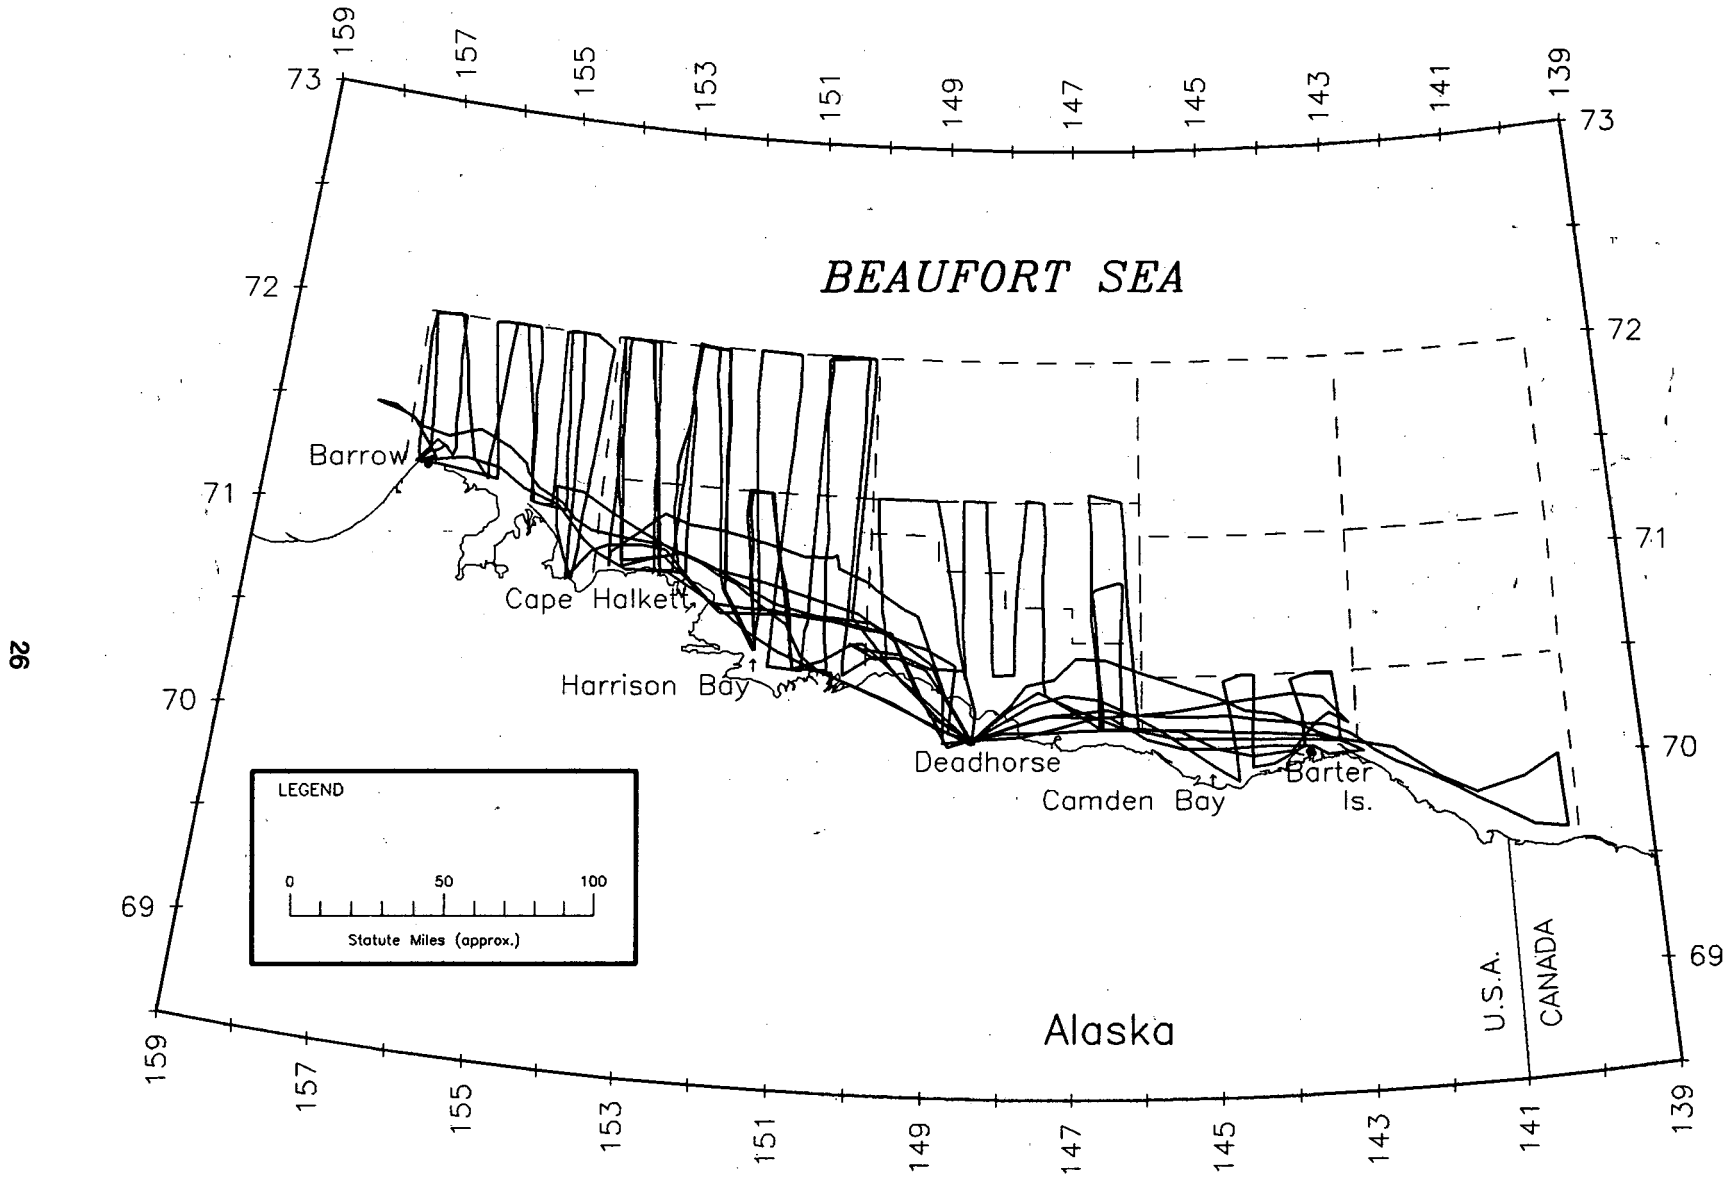 159
157
155
153
151
149
147
145
143
141
139
73
73
BEAUFORT SEA
72
72
Barrow
71
71
Cape Halkett
Harrison Bay
70
70
Deadhorse
Camden Bay
Barter
Is.
LEGEND
0 50 100
Statute Miles (approx.)
69
69
U.S.A.
CANADA
Alaska
159
157
155
153
151
149
147
145
143
141
139
26